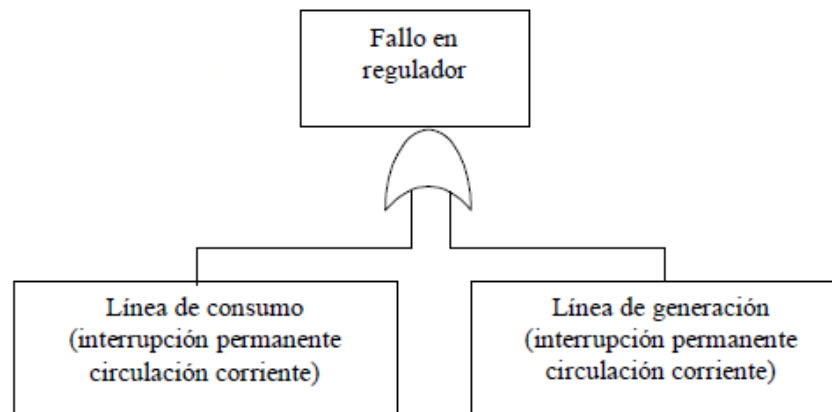 Fallo en
regulador
Línea de consumo
(interrupción permanente
circulación corriente)
Línea de generación
(interrupción permanente
circulación corriente)